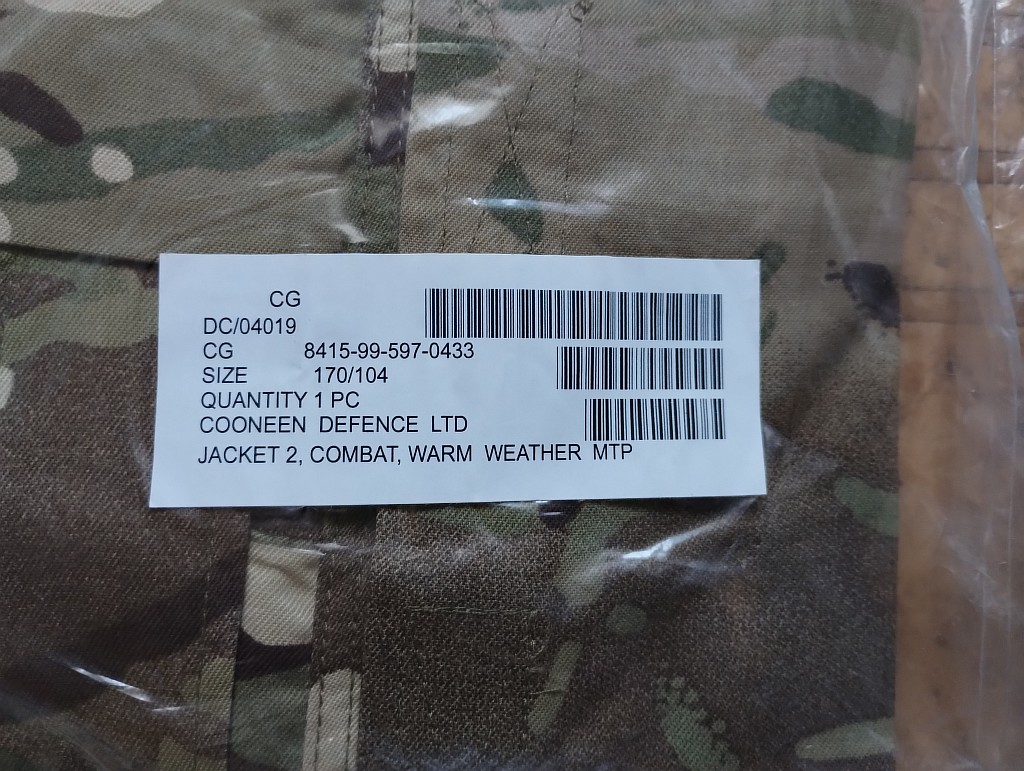 CG
DC/04019
CG 8415-99-597-0433
SIZE 170/104
QUANTITY 1 PC
COONEEN DEFENCE LTD
JACKET 2, COMBAT, WARM WEATHER MTP